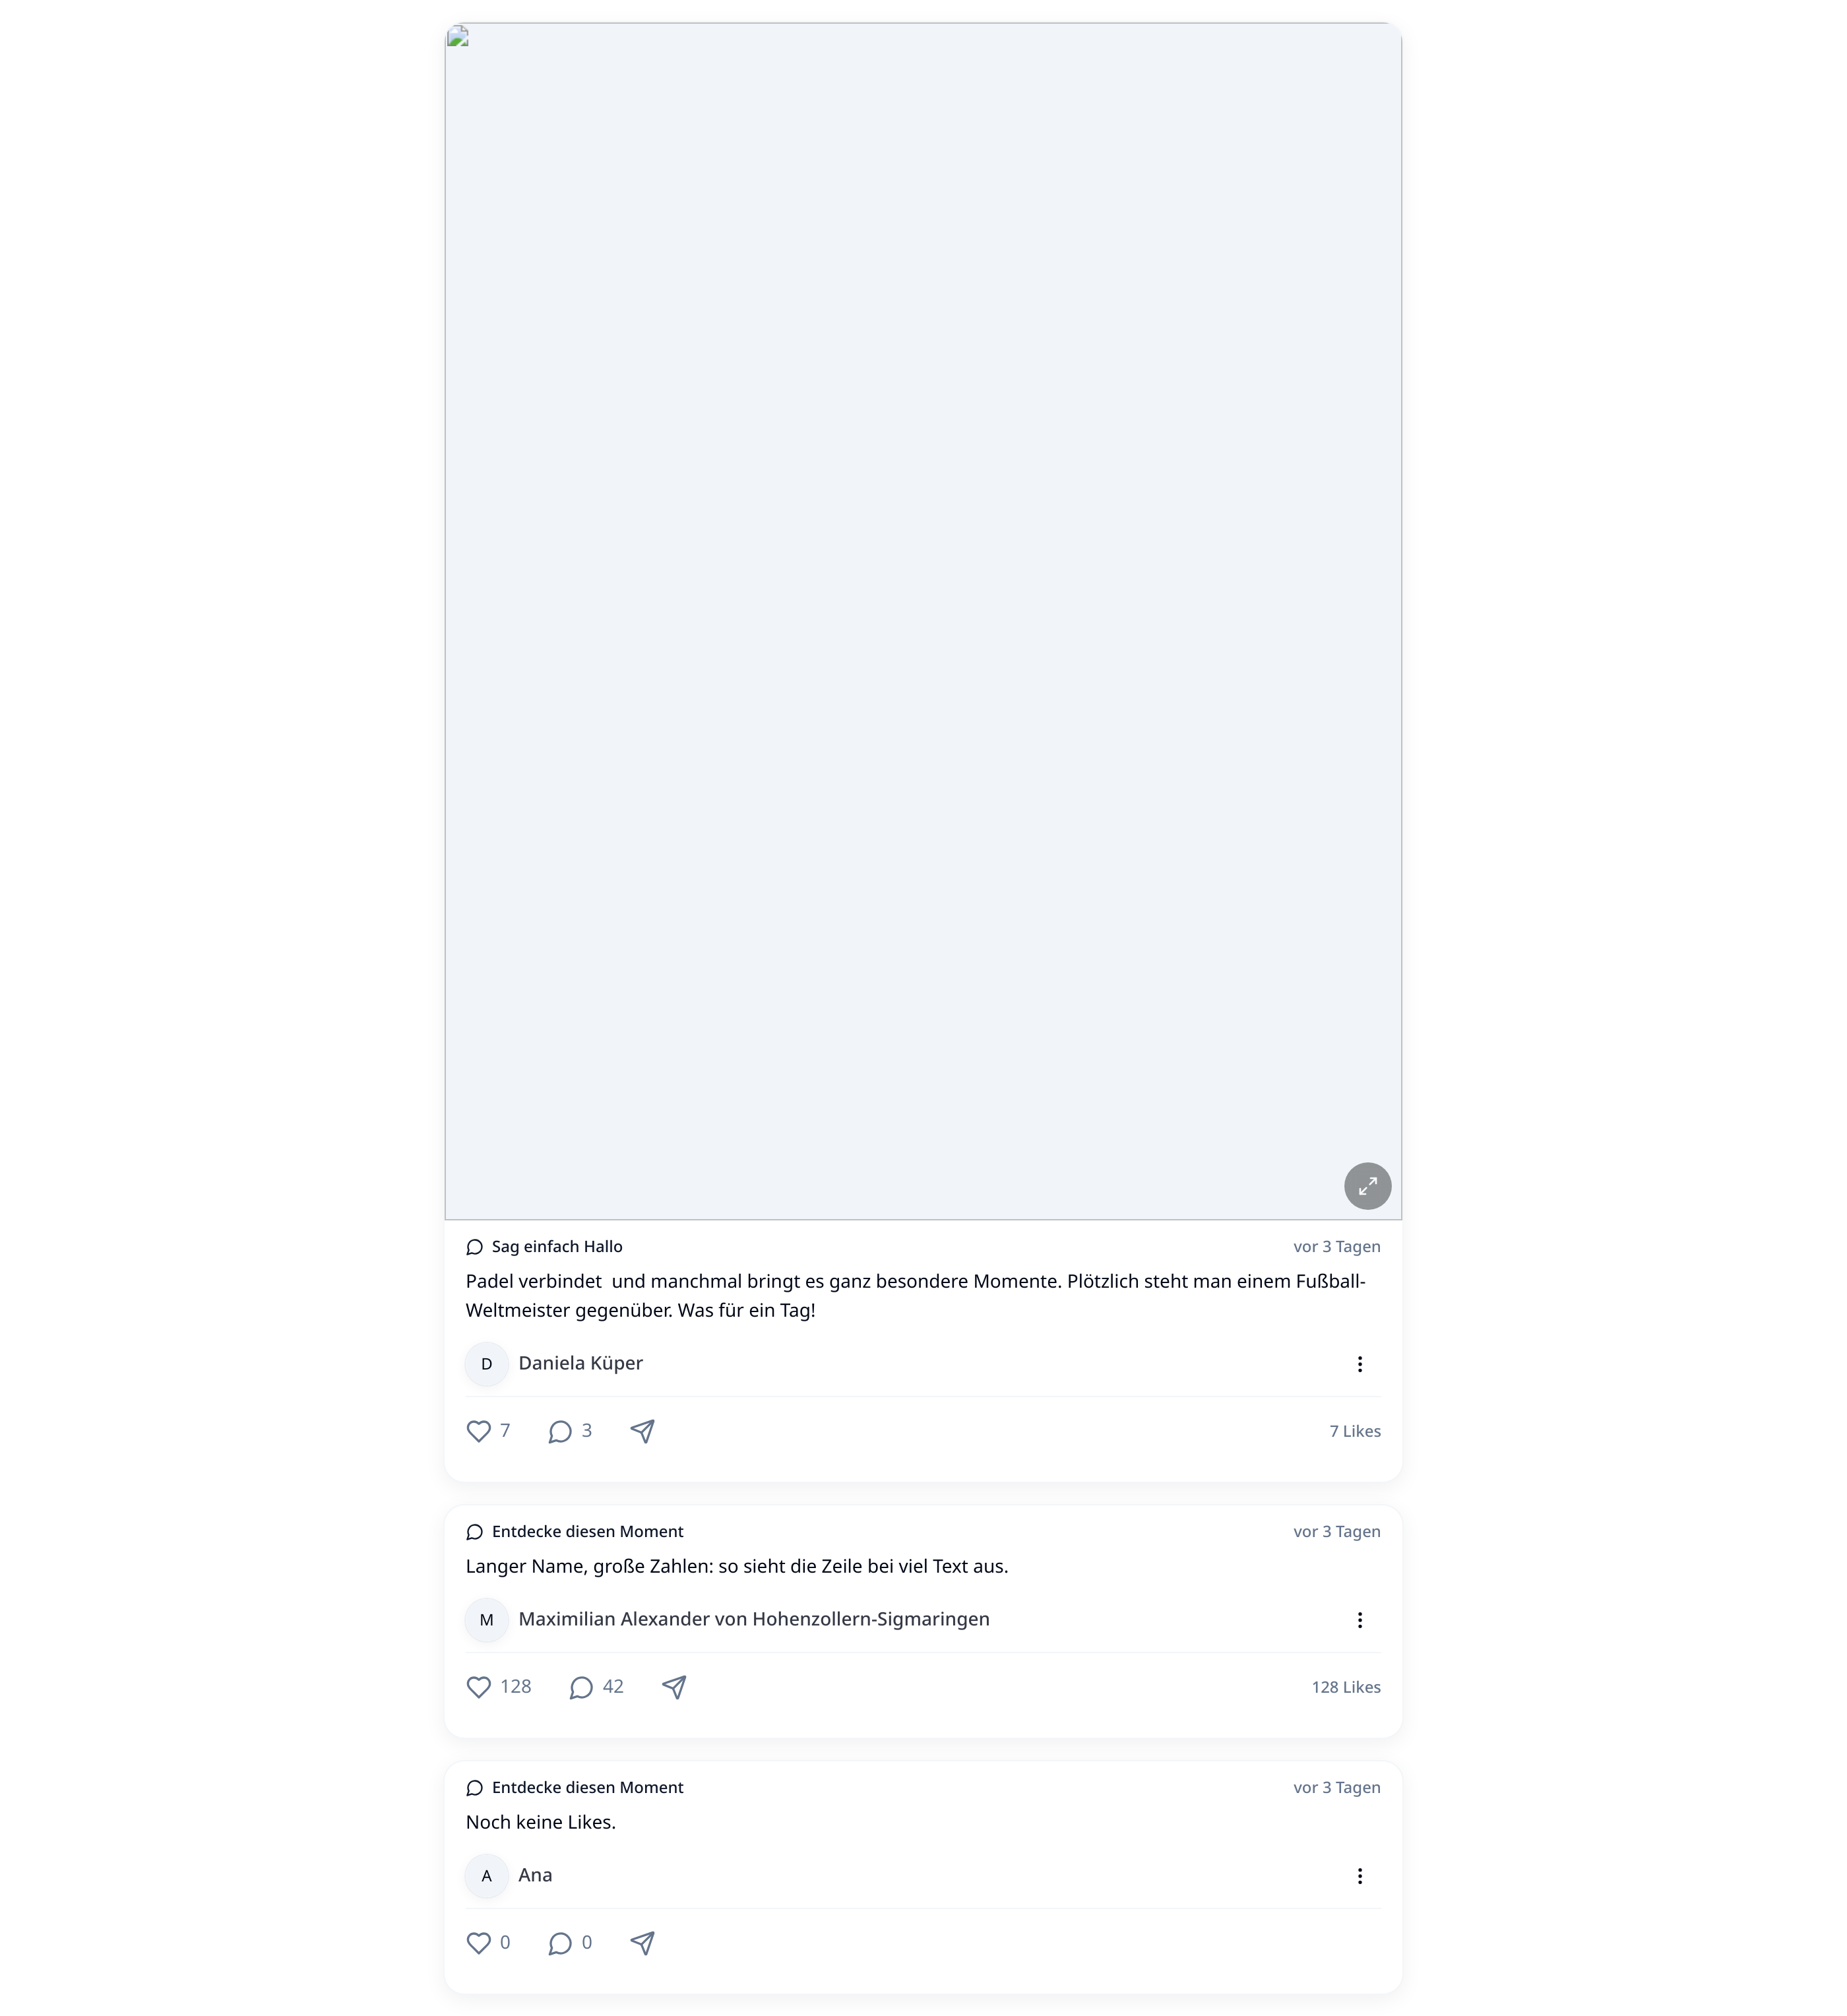 Sag einfach Hallo
vor 3 Tagen
Padel verbindet  und manchmal bringt es ganz besondere Momente. Plötzlich steht man einem Fußball-
Weltmeister gegenüber. Was für ein Tag!
D
Daniela Küper
7
3
7 Likes
Entdecke diesen Moment
vor 3 Tagen
Langer Name, große Zahlen: so sieht die Zeile bei viel Text aus.
M
Maximilian Alexander von Hohenzollern-Sigmaringen
128
42
128 Likes
Entdecke diesen Moment
vor 3 Tagen
Noch keine Likes.
A
Ana
0
0